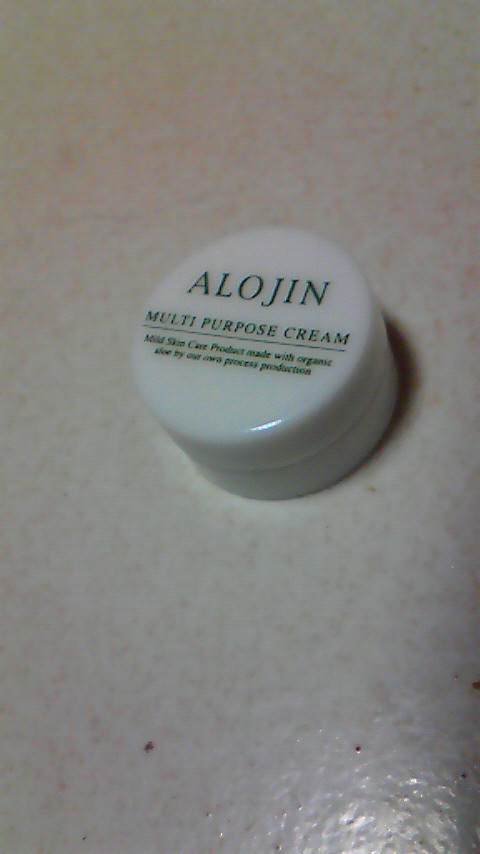 ALOJIN
MULTI PURPOSE CREAM
Mild Skin Care Product made with organic
aloe by our own process production